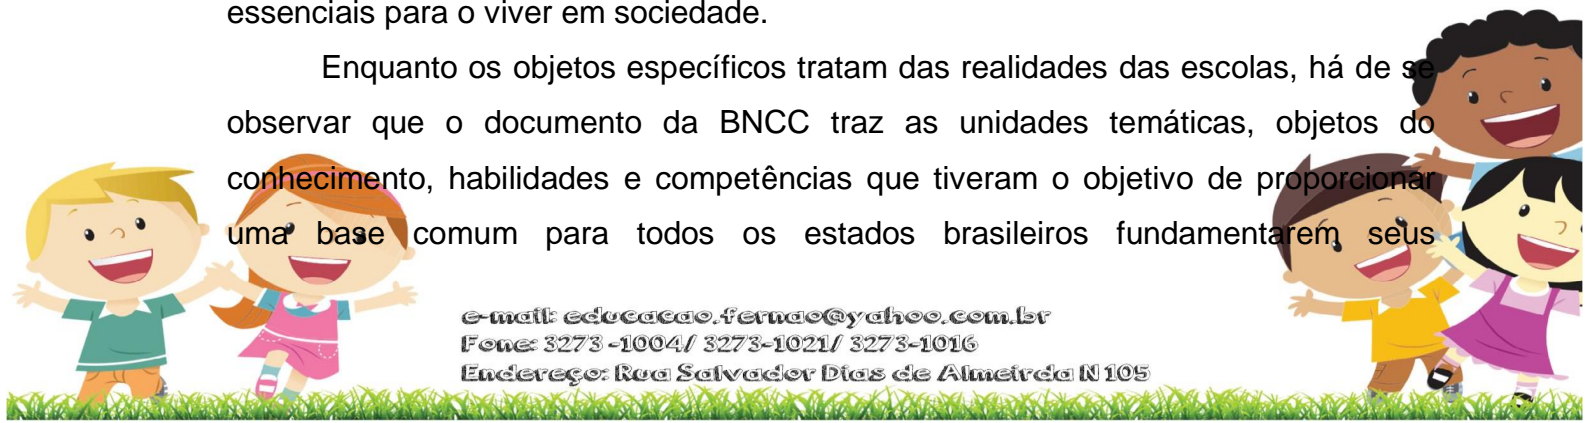 essenciais para o viver em sociedade.
Enquanto os objetos específicos tratam das realidades das escolas, há de se
observar que o documento da BNCC traz as unidades temáticas, objetos do
conhecimento, habilidades e competências que tiveram o objetivo de proporcionar
uma base comum para todos os estados brasileiros fundamentarem seus
e-mail: educacao.fernao@yahoo.com.br
Fone: 3273 -1004/ 3273-1021/ 3273-1016
Endereço: Rua Salvador Dias de Almeirda N 105